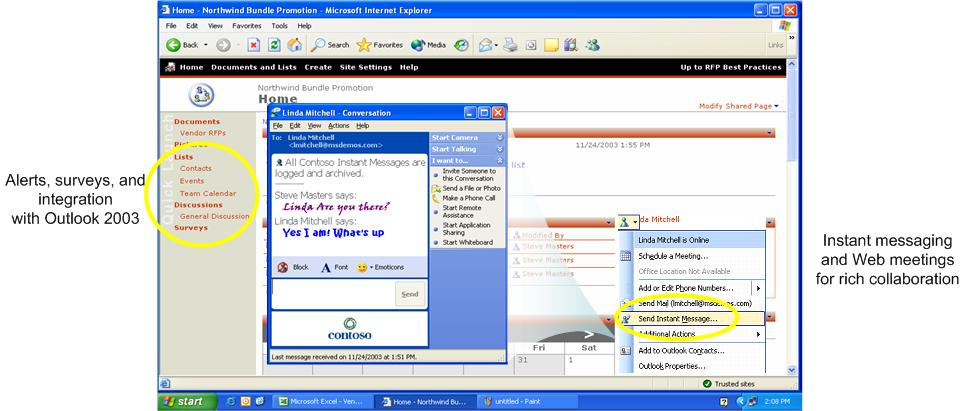 Home - Northwind Bundle Promotion - Microsoft Internet Explorer
File Edit View Favorites Tools Help
Back Search Favorites Media Links
Home Documents and Lists Create Site Settings Help Up to RFP Best Practices
Northwind Bundle Promotion
Home
Modify Shared Page
Quick Launch
Documents
Vendor RFPs
Pictures
Lists
Contacts
Events
Team Calendar
Discussions
General Discussion
Surveys
Alerts, surveys, and
integration
with Outlook 2003
Linda Mitchell - Conversation
File Edit View Actions Help
To: Linda Mitchell
<lmitchell@msdemos.com>
All Contoso Instant Messages are
logged and archived.
Steve Masters says:
Linda Are you there?
Linda Mitchell says:
Yes I am! What's up
Block Font Emoticons
Send
contoso
Last message received on 11/24/2003 at 1:51 PM.
Start Camera
Start Talking
I want to...
Invite Someone to
this Conversation
Send a File or Photo
Make a Phone Call
Start Remote
Assistance
Start Application
Sharing
Start Whiteboard
11/24/2003 1:55 PM
list
Modified By
Steve Masters
Steve Masters
Steve Masters
Fri Sat
31 1
da Mitchell
Linda Mitchell is Online
Schedule a Meeting...
Office Location Not Available
Add or Edit Phone Numbers...
Send Mail (lmitchell@msdemos.com)
Send Instant Message...
Additional Actions
Add to Outlook Contacts...
Outlook Properties...
Instant messaging
and Web meetings
for rich collaboration
Trusted sites
start Microsoft Excel - Ven... Home - Northwind Bu... untitled - Paint 2:08 PM